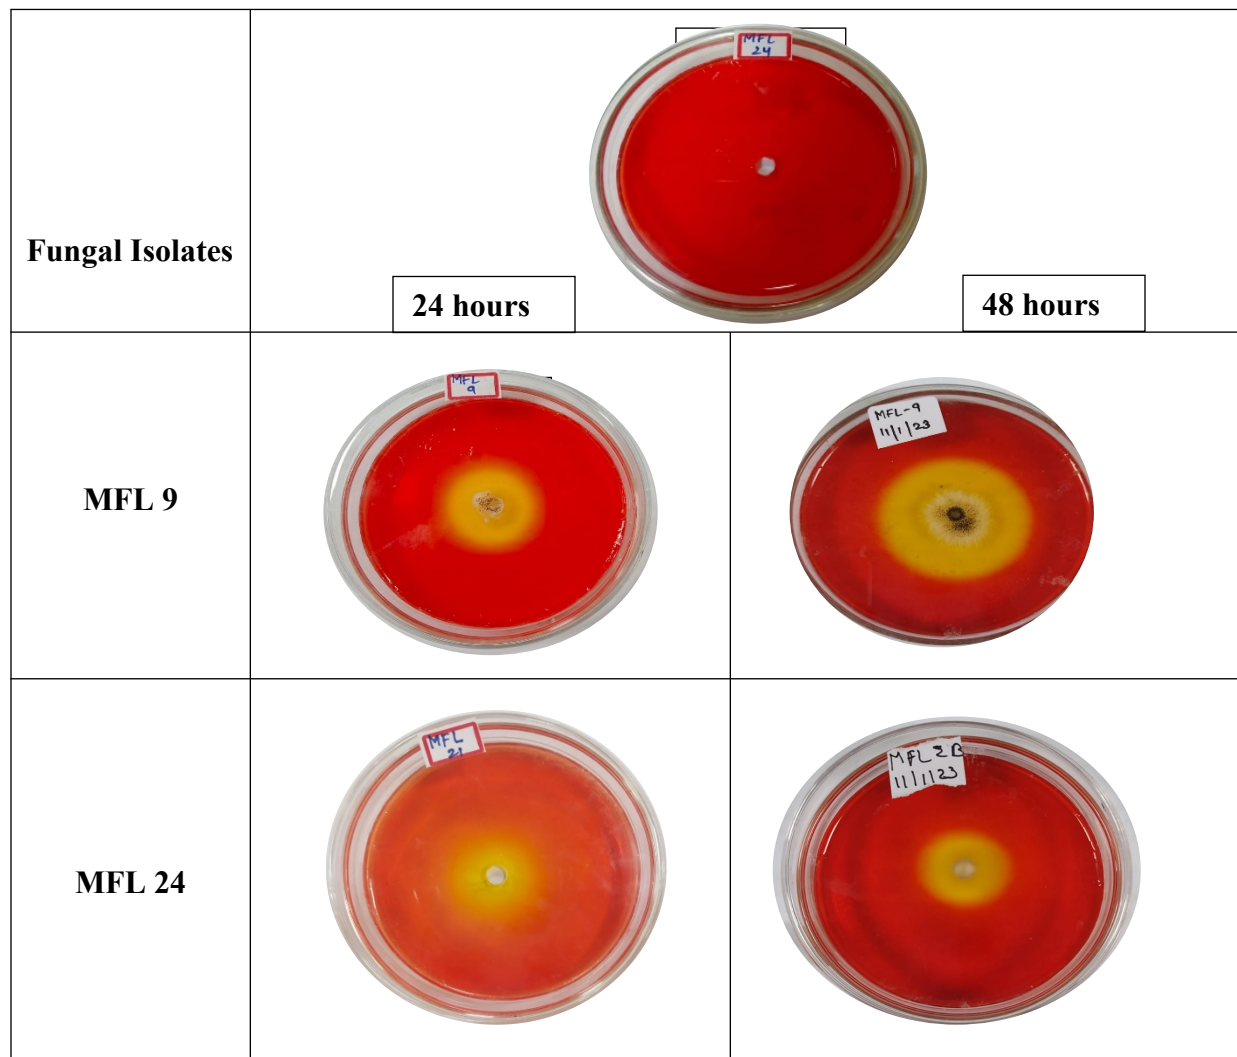 MFL
24
Fungal Isolates
24 hours
48 hours
MFL 9
MFL
9
MFL-9
11/1/23
MFL 24
MFL
21
MFL 2B
11/1/23